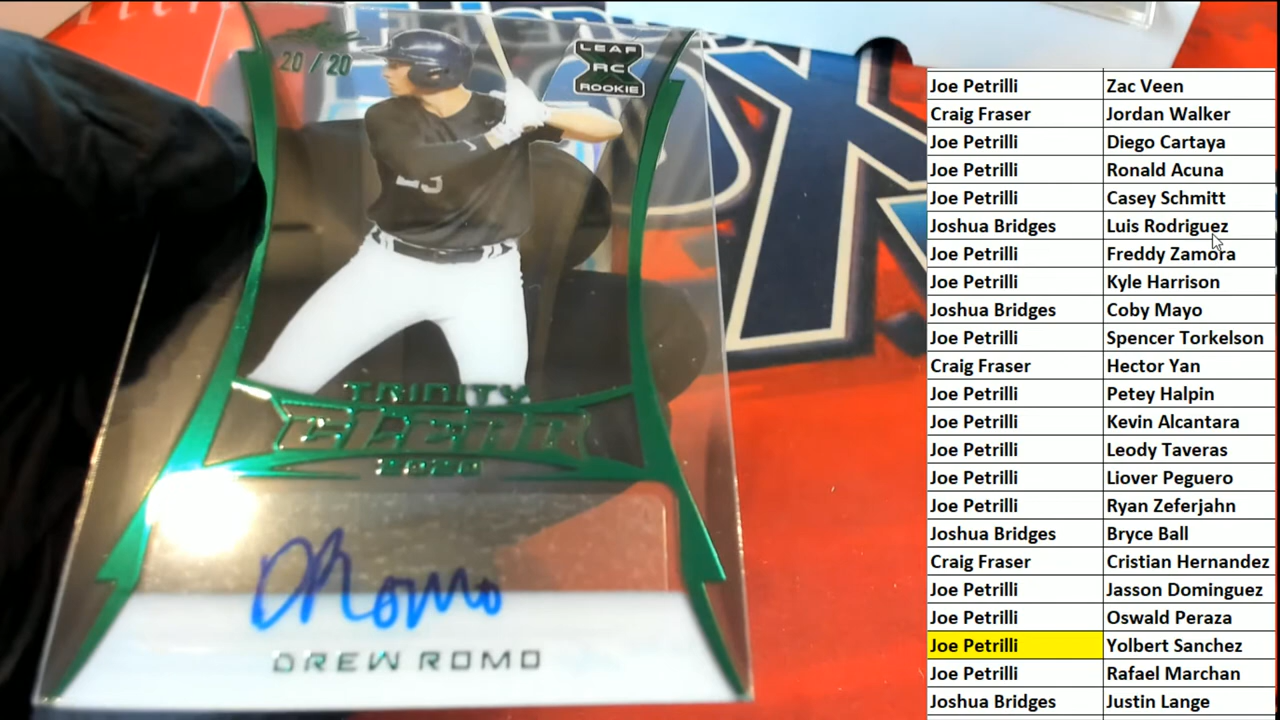 20/20
LEAF
RC
ROOKIE
23
TRINITY
CLEAR
2020
DRomo
DREW ROMO
Joe Petrilli Zac Veen
Craig Fraser Jordan Walker
Joe Petrilli Diego Cartaya
Joe Petrilli Ronald Acuna
Joe Petrilli Casey Schmitt
Joshua Bridges Luis Rodriguez
Joe Petrilli Freddy Zamora
Joe Petrilli Kyle Harrison
Joshua Bridges Coby Mayo
Joe Petrilli Spencer Torkelson
Craig Fraser Hector Yan
Joe Petrilli Petey Halpin
Joe Petrilli Kevin Alcantara
Joe Petrilli Leody Taveras
Joe Petrilli Liover Peguero
Joe Petrilli Ryan Zeferjahn
Joshua Bridges Bryce Ball
Craig Fraser Cristian Hernandez
Joe Petrilli Jasson Dominguez
Joe Petrilli Oswald Peraza
Joe Petrilli Yolbert Sanchez
Joe Petrilli Rafael Marchan
Joshua Bridges Justin Lange